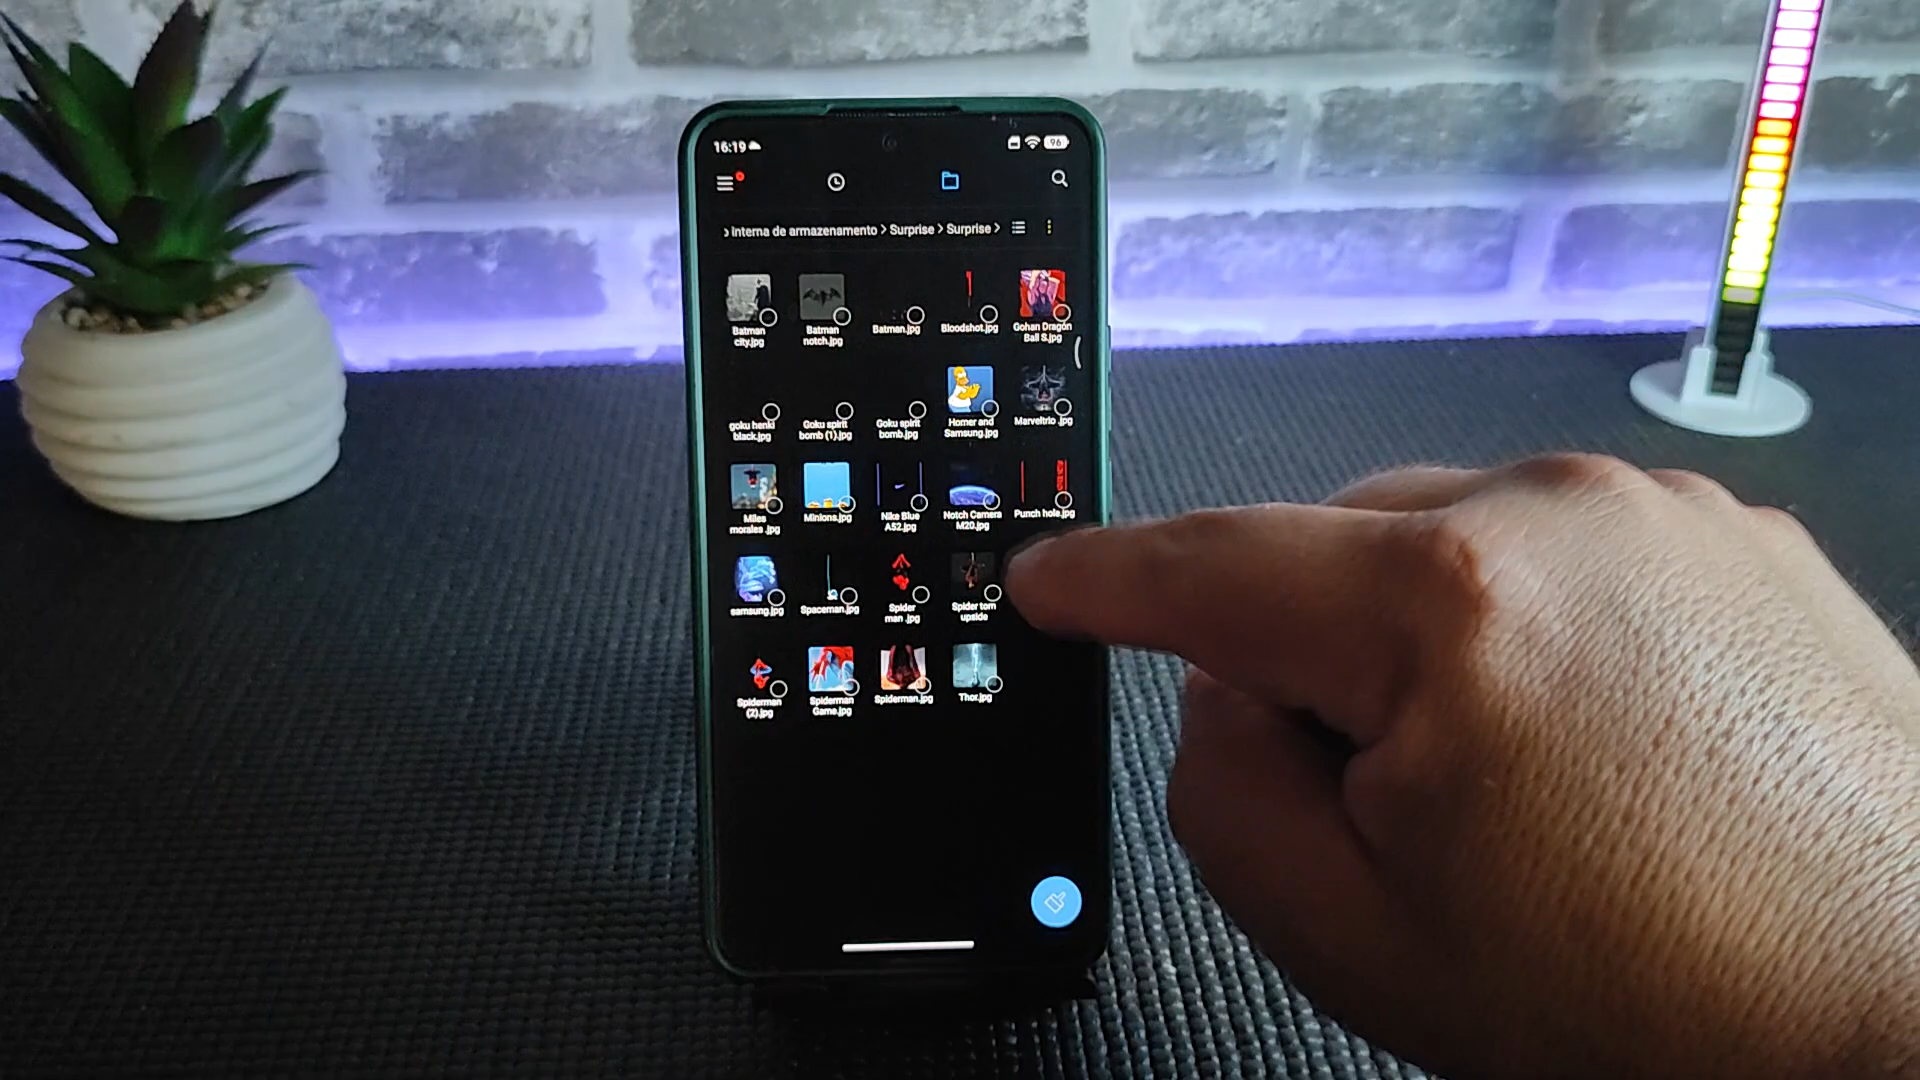 16:19
96
Interna de armazenamento > Surprise > Surprise >
Batman city.jpg
Batman notch.jpg
Batman.jpg
Bloodshot.jpg
Gohan Dragon Ball S.jpg
goku henki black.jpg
Goku spirit bomb (1).jpg
Goku spirit bomb.jpg
Homer and Samsung.jpg
Marveltrio .jpg
Miles morales .jpg
Minions.jpg
Nike Blue A52.jpg
Notch Camera M20.jpg
Punch hole.jpg
samsung.jpg
Spaceman.jpg
Spider man .jpg
Spider tom upside
Spiderman (2).jpg
Spiderman Game.jpg
Spiderman.jpg
Thor.jpg